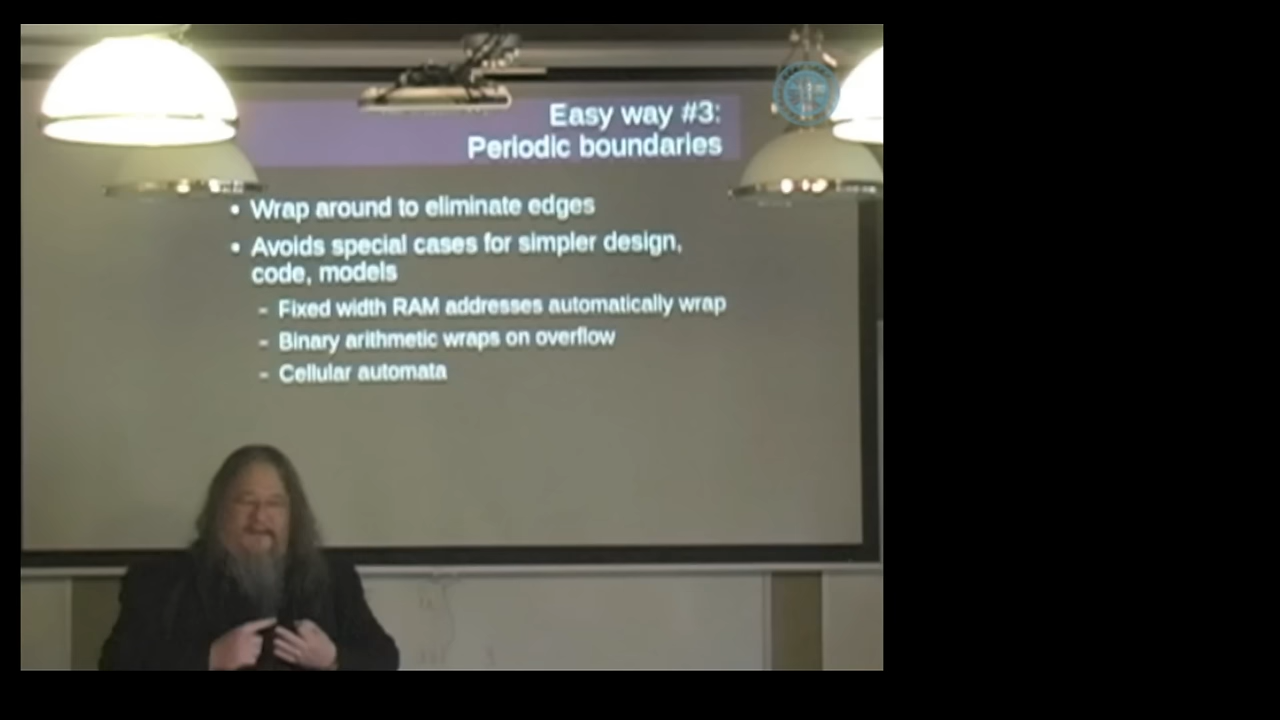 Easy way #3:
Periodic boundaries
• Wrap around to eliminate edges
• Avoids special cases for simpler design,
code, models
– Fixed width RAM addresses automatically wrap
– Binary arithmetic wraps on overflow
– Cellular automata